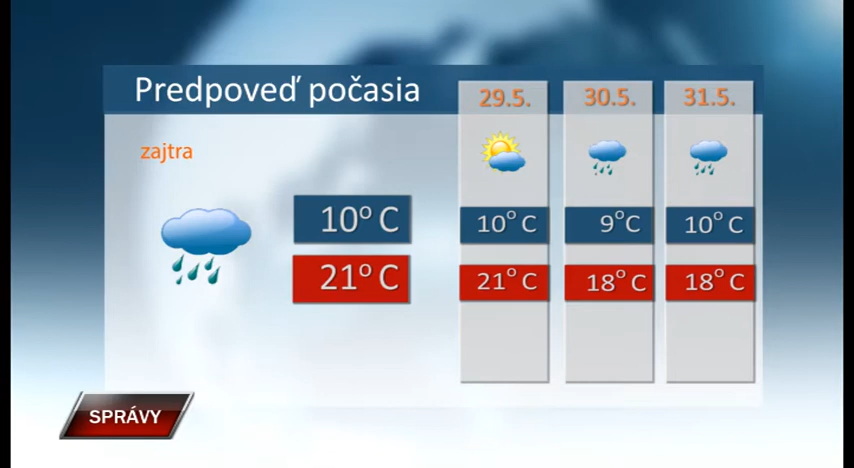 Predpoveď počasia
zajtra
10° C
21° C
29.5. 30.5. 31.5.
10° C 9°C 10° C
21° C 18° C 18° C
SPRÁVY